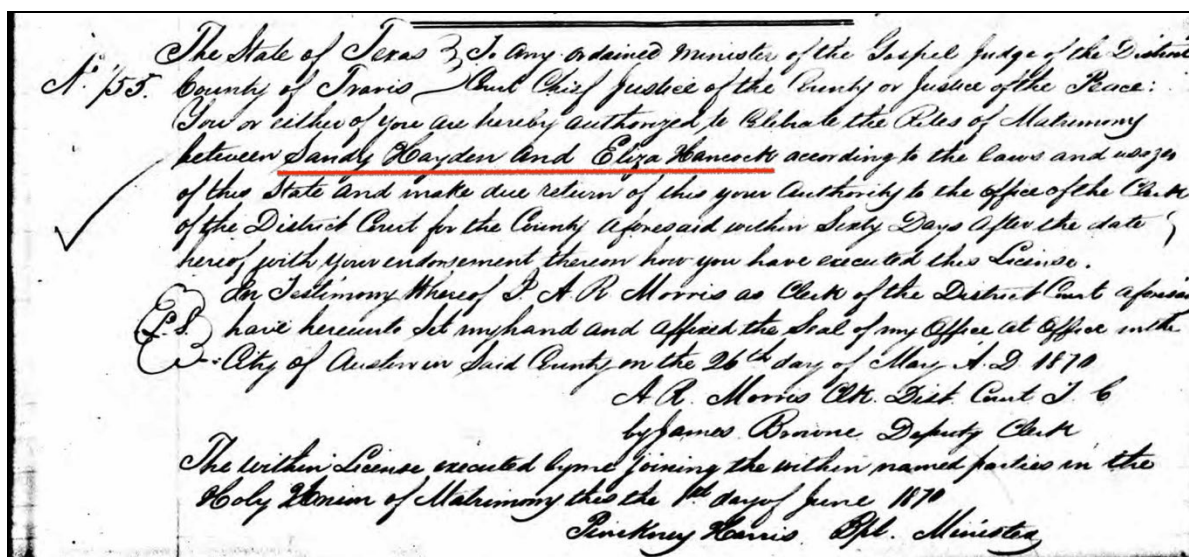 The State of Texas } To any ordained Minister of the Gospel Judge of the District
No. 155. County of Travis } Court Chief Justice of the County or Justice of the Peace:
You or either of you are hereby authorized to Celebrate the Rites of Matrimony
between Sandy Hayden and Eliza Hancock according to the laws and usages
of this State and make due return of this your Authority to the office of the Clerk
of the District Court for the County aforesaid within Sixty Days after the date
hereof, with your endorsement thereon how you have executed this License.
In Testimony Whereof I. A. R. Morris as Clerk of the District Court aforesai
(L.S.) have hereunto set my hand and affixed the Seal of my Office at Office in the
City of Austin in Said County on the 26th day of May A.D. 1870
A. R. Morris Clk. Dist. Court T. C
by James Browne Deputy Clerk
The within License executed by me joining the within named parties in the
Holy Union of Matrimony this the 1st day of June 1870
Pinckney Harris Bpt. Minister